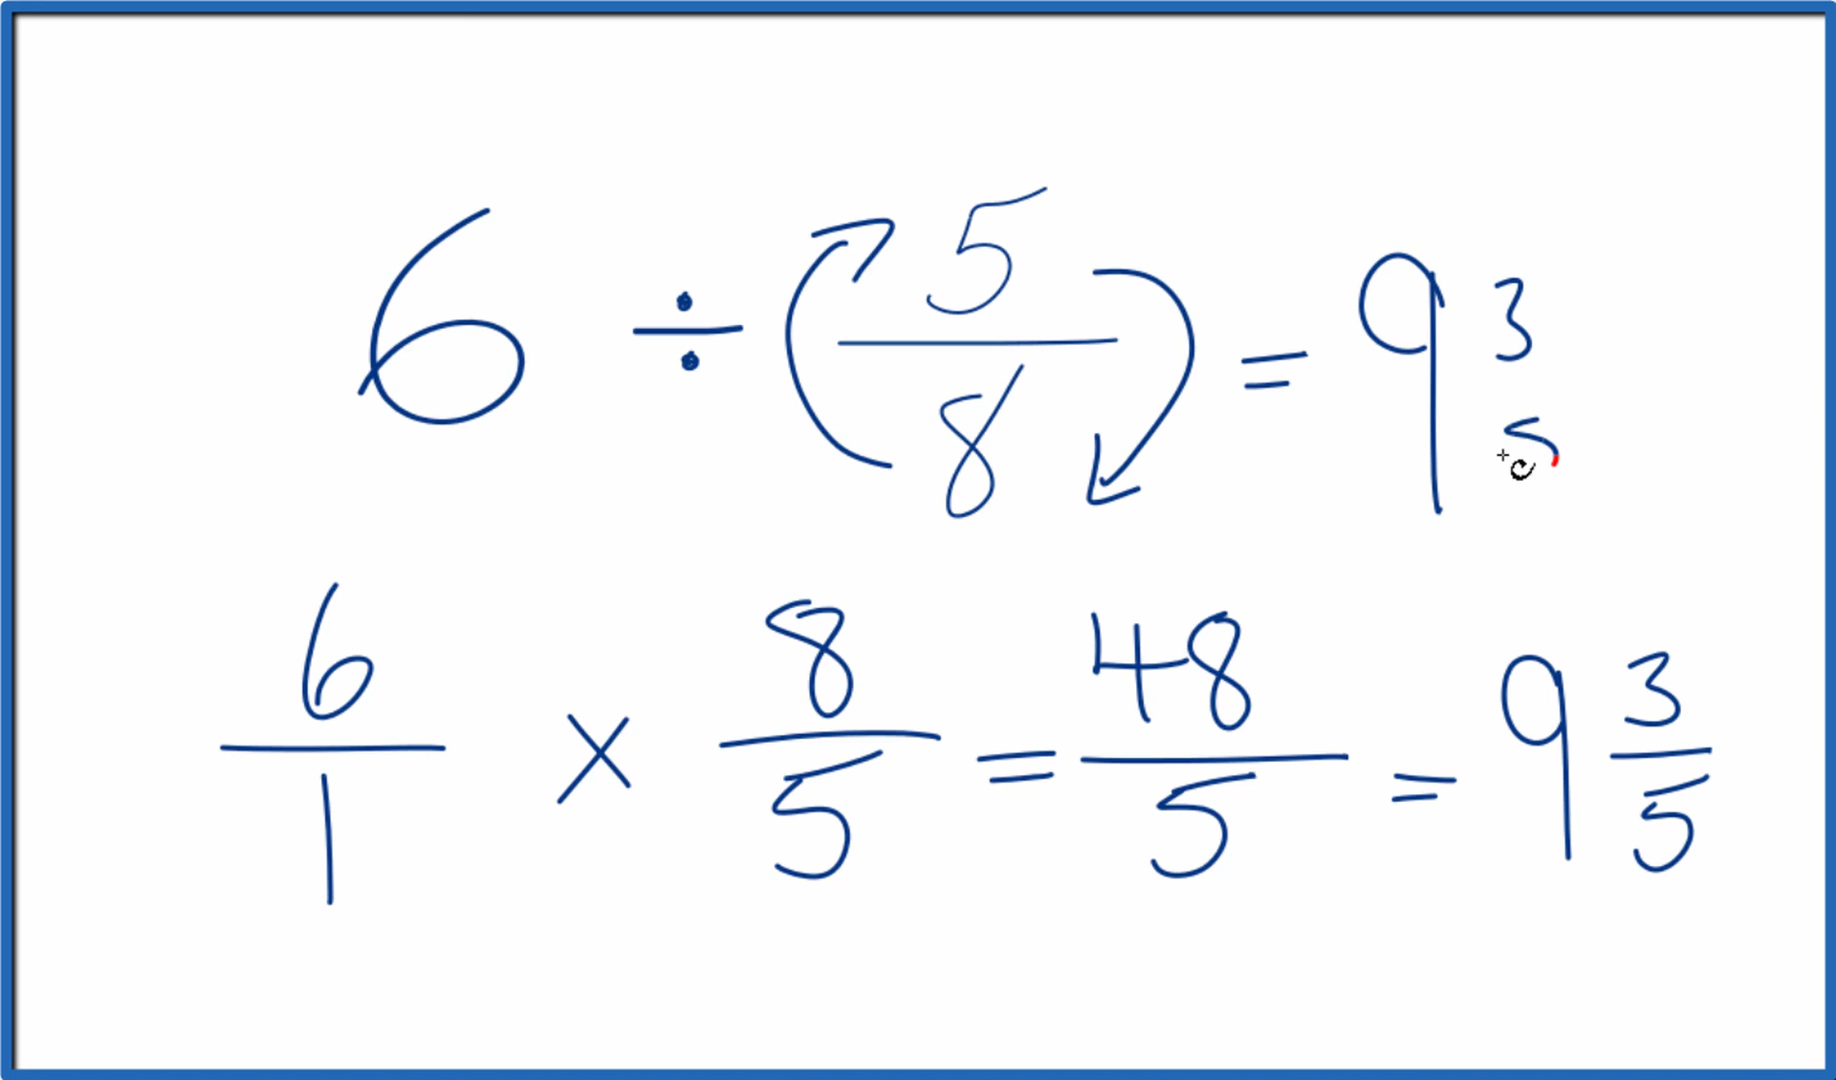 6 ÷ 5/8 = 9 3 5
6/1 × 8/5 = 48/5 = 9 3/5